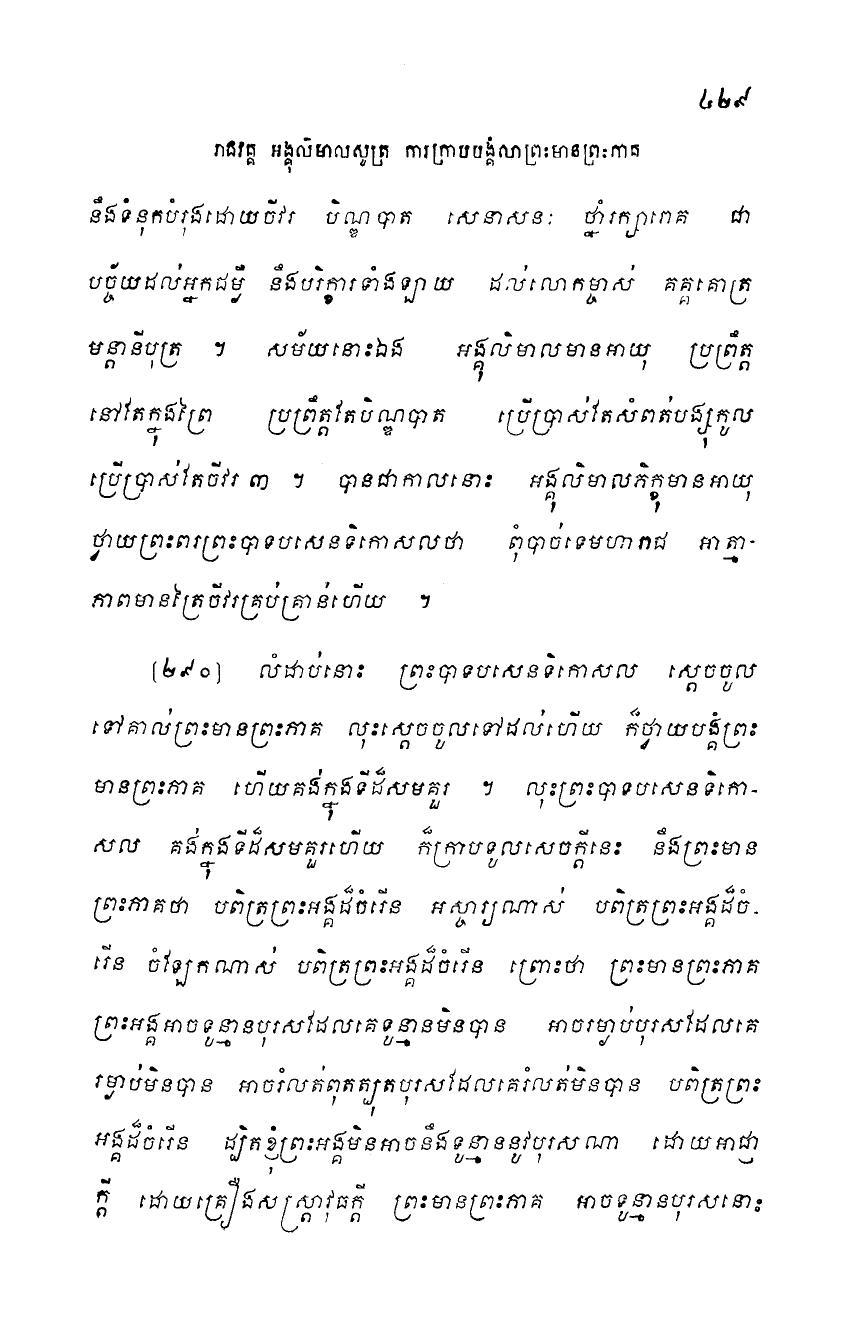 ៤២៩
រាជវគ្គ អង្គុលិមាលសូត្រ ការក្រាបបង្គំលាព្រះមានព្រះភាគ
នឹងទំនុកបំរុងដោយចីវរ បិណ្ឌបាត សេនាសនៈ ថ្នាំរក្សារោគ ជា
បច្ច័យដល់អ្នកជម្ងឺ នឹងបរិក្ខារទាំងឡាយ ដល់លោកម្ចាស់ គគ្គគោត្រ
មន្តានីបុត្រ ។ សម័យនោះឯង អង្គុលិមាលមានអាយុ ប្រព្រឹត្ត
នៅតែក្នុងព្រៃ ប្រព្រឹត្តតែបិណ្ឌបាត ប្រើប្រាស់តែសំពត់បង្សុកូល
ប្រើប្រាស់តែចីវរ ៣ ។ បានជាកាលនោះ អង្គុលិមាលភិក្ខុមានអាយុ
ថ្វាយព្រះពរព្រះបាទបសេនទិកោសលថា ពុំបាច់ទេមហារាជ អាត្មា-
ភាពមានត្រៃចីវរគ្រប់គ្រាន់ហើយ ។
(២៩០) លំដាប់នោះ ព្រះបាទបសេនទិកោសល ស្តេចចូល
ទៅគាល់ព្រះមានព្រះភាគ លុះស្តេចចូលទៅដល់ហើយ ក៏ថ្វាយបង្គំព្រះ
មានព្រះភាគ ហើយគង់ក្នុងទីដ៏សមគួរ ។ លុះព្រះបាទបសេនទិកោ-
សល គង់ក្នុងទីដ៏សមគួរហើយ ក៏ក្រាបទូលសេចក្តីនេះ នឹងព្រះមាន
ព្រះភាគថា បពិត្រព្រះអង្គដ៏ចំរើន អស្ចារ្យណាស់ បពិត្រព្រះអង្គដ៏ចំ-
រើន ចំឡែកណាស់ បពិត្រព្រះអង្គដ៏ចំរើន ព្រោះថា ព្រះមានព្រះភាគ
ព្រះអង្គអាចទូន្មានបុរសដែលគេទូន្មានមិនបាន អាចរម្ងាប់បុរសដែលគេ
រម្ងាប់មិនបាន អាចរំលត់ពុតត្បុតបុរសដែលគេរំលត់មិនបាន បពិត្រព្រះ
អង្គដ៏ចំរើន ដ្បិតខ្ញុំព្រះអង្គមិនអាចនឹងទូន្មាននូវបុរសណា ដោយអាជ្ញា
ក្តី ដោយគ្រឿងសស្ត្រាវុធក្តី ព្រះមានព្រះភាគ អាចទូន្មានបុរសនោះ